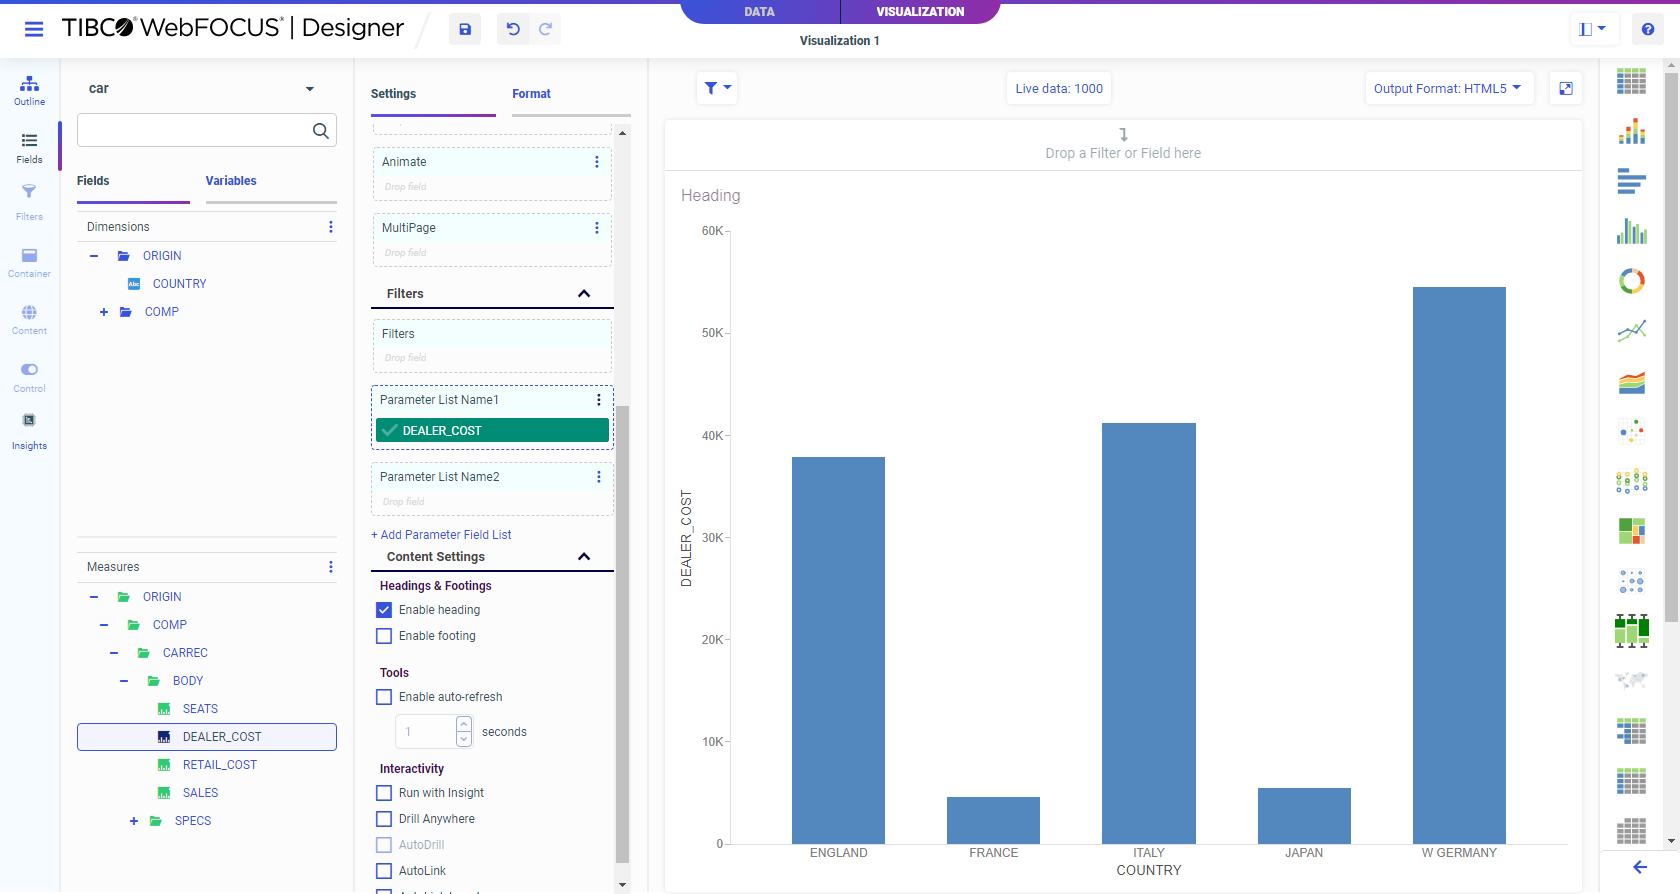 TIBCO WebFOCUS | Designer
DATA
VISUALIZATION
Visualization 1
Outline
Fields
Filters
Container
Content
Control
Insights
car
Fields
Variables
Dimensions
ORIGIN
Abc COUNTRY
COMP
Measures
ORIGIN
COMP
CARREC
BODY
SEATS
DEALER_COST
RETAIL_COST
SALES
SPECS
Settings
Format
Animate
Drop field
MultiPage
Drop field
Filters
Filters
Drop field
Parameter List Name1
DEALER_COST
Parameter List Name2
Drop field
+ Add Parameter Field List
Content Settings
Headings & Footings
Enable heading
Enable footing
Tools
Enable auto-refresh
1 seconds
Interactivity
Run with Insight
Drill Anywhere
AutoDrill
AutoLink
Live data: 1000
Output Format: HTML5
Drop a Filter or Field here
Heading
60K
50K
40K
30K
20K
10K
0
DEALER_COST
ENGLAND
FRANCE
ITALY
JAPAN
W GERMANY
COUNTRY